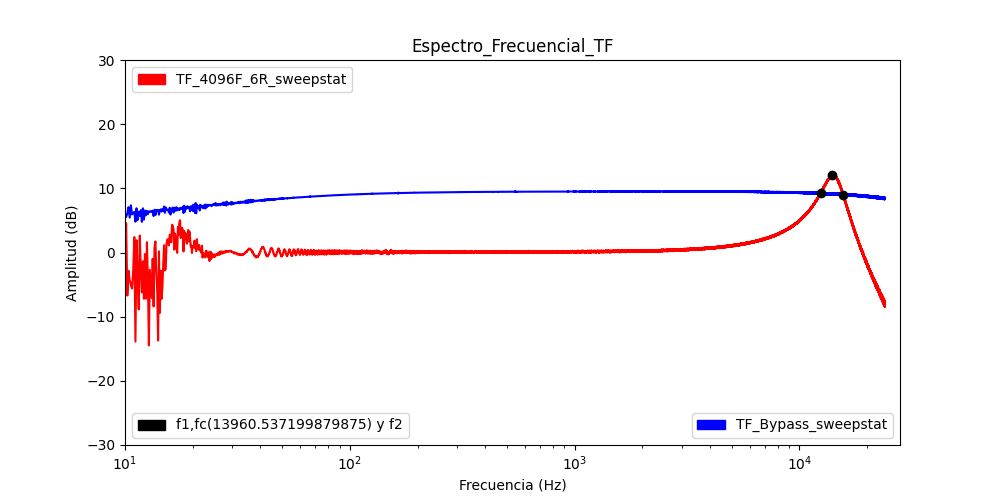 Espectro_Frecuencial_TF
30
20
10
0
−10
−20
−30
Amplitud (dB)
TF_4096F_6R_sweepstat
f1,fc(13960.537199879875) y f2
TF_Bypass_sweepstat
10¹
10²
10³
10⁴
Frecuencia (Hz)